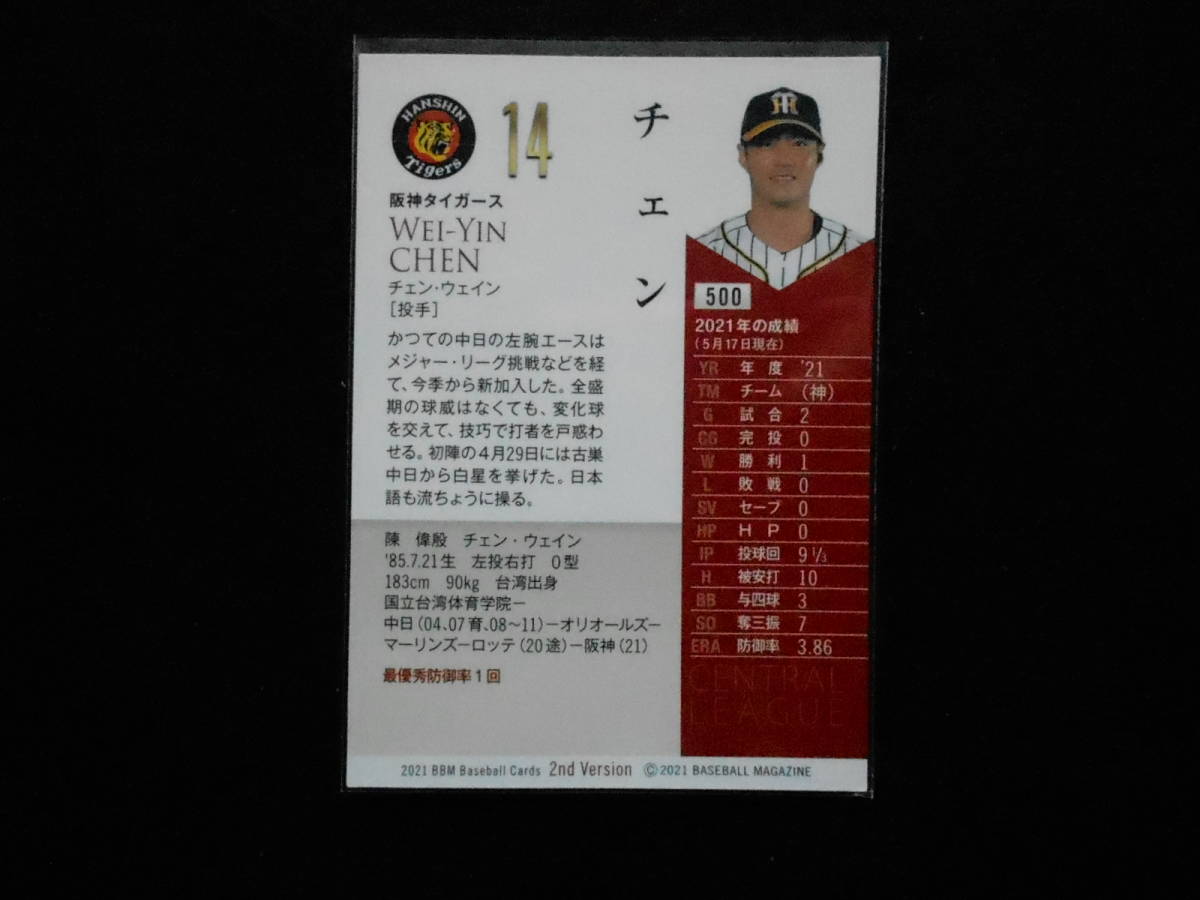 HANSHIN
Tigers
14
チェン
阪神タイガース
WEI-YIN
CHEN
チェン・ウェイン
[投手]
かつての中日の左腕エースは
メジャー・リーグ挑戦などを経
て、今季から新加入した。全盛
期の球威はなくても、変化球
を交えて、技巧で打者を戸惑わ
せる。初陣の4月29日には古巣
中日から白星を挙げた。日本
語も流ちょうに操る。
陳 偉殷 チェン・ウェイン
'85.7.21生 左投右打 O型
183cm 90kg 台湾出身
国立台湾体育学院ー
中日(04、07育、08〜11)ーオリオールズー
マーリンズーロッテ(20途)ー阪神(21)
最優秀防御率1回
500
2021年の成績
(5月17日現在)
YR 年度 '21
TM チーム (神)
G 試合 2
CG 完投 0
W 勝利 1
L 敗戦 0
SV セーブ 0
HP HP 0
IP 投球回 9 1/3
H 被安打 10
BB 与四球 3
SO 奪三振 7
ERA 防御率 3.86
CENTRAL
LEAGUE
2021 BBM Baseball Cards 2nd Version ©2021 BASEBALL MAGAZINE